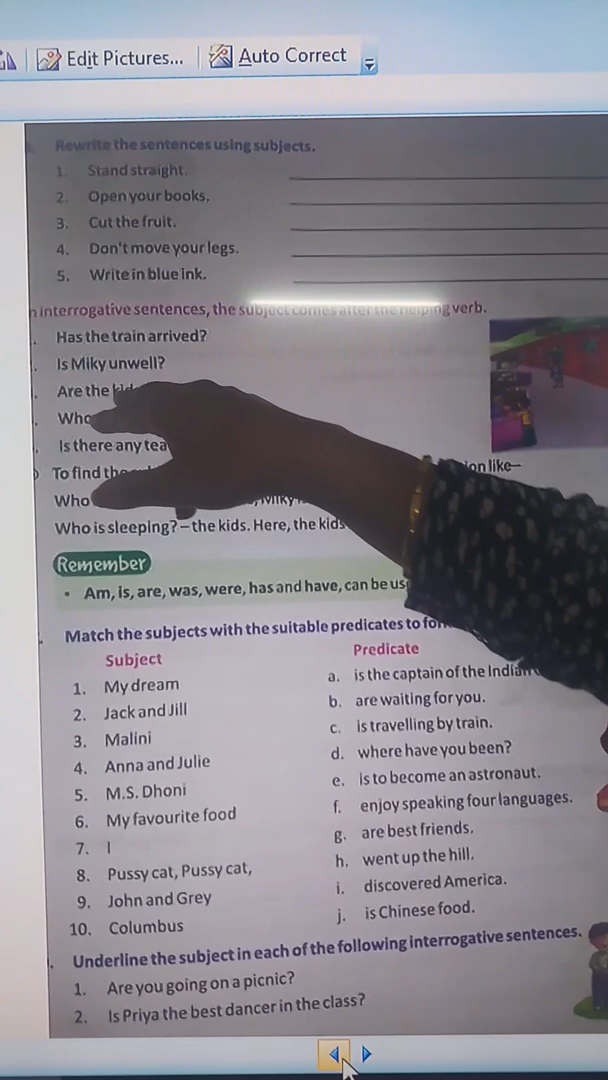 Edit Pictures... Auto Correct
Rewrite the sentences using subjects.
1. Stand straight.
2. Open your books.
3. Cut the fruit.
4. Don't move your legs.
5. Write in blue ink.
n interrogative sentences, the subject comes after the helping verb.
Has the train arrived?
Is Miky unwell?
Are the
Is there any tea
To find the ion like—
Who
Who is sleeping? – the kids. Here, the kids
Remember
• Am, is, are, was, were, has and have, can be
Match the subjects with the suitable predicates to
Subject Predicate
1. My dream a. is the captain of the Indian
2. Jack and Jill b. are waiting for you.
3. Malini c. is travelling by train.
4. Anna and Julie d. where have you been?
5. M.S. Dhoni e. is to become an astronaut.
6. My favourite food f. enjoy speaking four languages.
7. I g. are best friends.
8. Pussy cat, Pussy cat, h. went up the hill.
9. John and Grey i. discovered America.
10. Columbus j. is Chinese food.
Underline the subject in each of the following interrogative sentences.
1. Are you going on a picnic?
2. Is Priya the best dancer in the class?